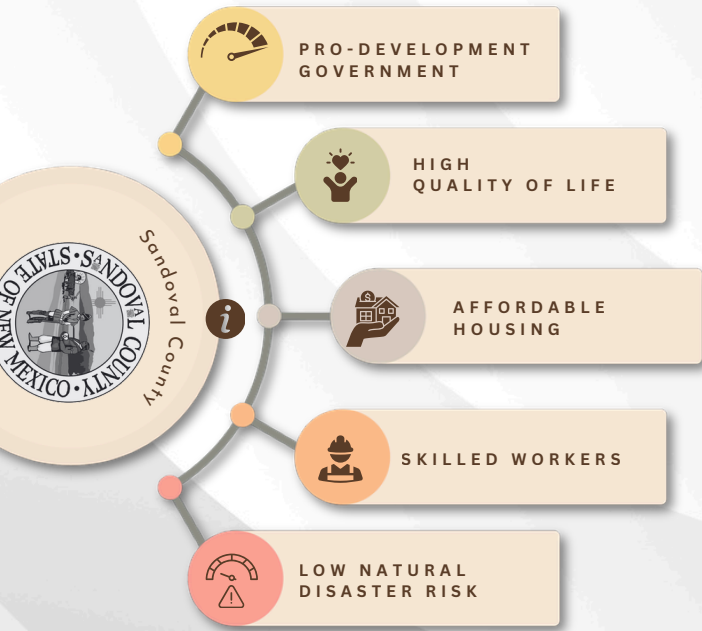 PRO-DEVELOPMENT
GOVERNMENT
HIGH
QUALITY OF LIFE
SANDOVAL COUNTY • STATE OF NEW MEXICO •
Sandoval County
i
AFFORDABLE
HOUSING
$
SKILLED WORKERS
LOW NATURAL
DISASTER RISK